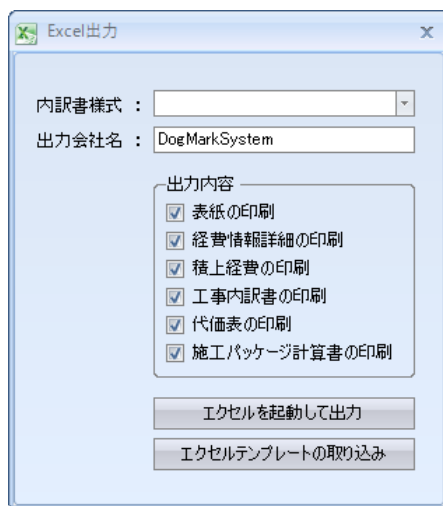 Excel出力
内訳書様式 :
出力会社名 : DogMarkSystem
出力内容
表紙の印刷
経費情報詳細の印刷
積上経費の印刷
工事内訳書の印刷
代価表の印刷
施工パッケージ計算書の印刷
エクセルを起動して出力
エクセルテンプレートの取り込み